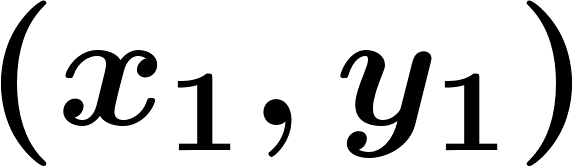 (x₁, y₁)